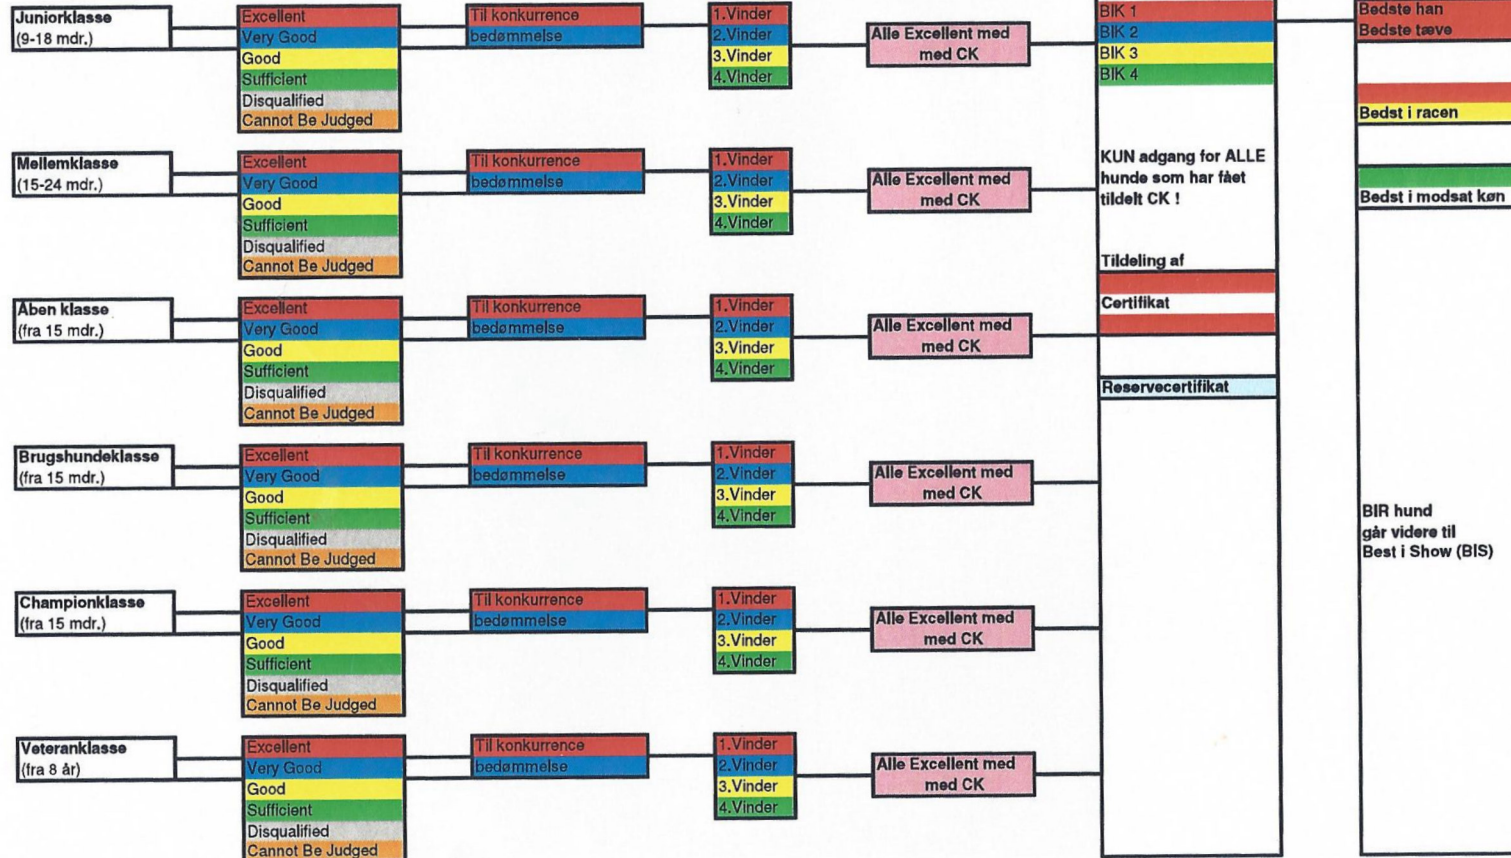 Juniorklasse
(9-18 mdr.)
Excellent
Very Good
Good
Sufficient
Disqualified
Cannot Be Judged
Til konkurrence
bedømmelse
1.Vinder
2.Vinder
3.Vinder
4.Vinder
Alle Excellent med
med CK
Mellemklasse
(15-24 mdr.)
Excellent
Very Good
Good
Sufficient
Disqualified
Cannot Be Judged
Til konkurrence
bedømmelse
1.Vinder
2.Vinder
3.Vinder
4.Vinder
Alle Excellent med
med CK
Åben klasse
(fra 15 mdr.)
Excellent
Very Good
Good
Sufficient
Disqualified
Cannot Be Judged
Til konkurrence
bedømmelse
1.Vinder
2.Vinder
3.Vinder
4.Vinder
Alle Excellent med
med CK
Brugshundeklasse
(fra 15 mdr.)
Excellent
Very Good
Good
Sufficient
Disqualified
Cannot Be Judged
Til konkurrence
bedømmelse
1.Vinder
2.Vinder
3.Vinder
4.Vinder
Alle Excellent med
med CK
Championklasse
(fra 15 mdr.)
Excellent
Very Good
Good
Sufficient
Disqualified
Cannot Be Judged
Til konkurrence
bedømmelse
1.Vinder
2.Vinder
3.Vinder
4.Vinder
Alle Excellent med
med CK
Veteranklasse
(fra 8 år)
Excellent
Very Good
Good
Sufficient
Disqualified
Cannot Be Judged
Til konkurrence
bedømmelse
1.Vinder
2.Vinder
3.Vinder
4.Vinder
Alle Excellent med
med CK
BIK 1
BIK 2
BIK 3
BIK 4
KUN adgang for ALLE
hunde som har fået
tildelt CK !
Tildeling af
Certifikat
Reservecertifikat
Bedste han
Bedste tæve
Bedst i racen
Bedst i modsat køn
BIR hund
går videre til
Best i Show (BIS)